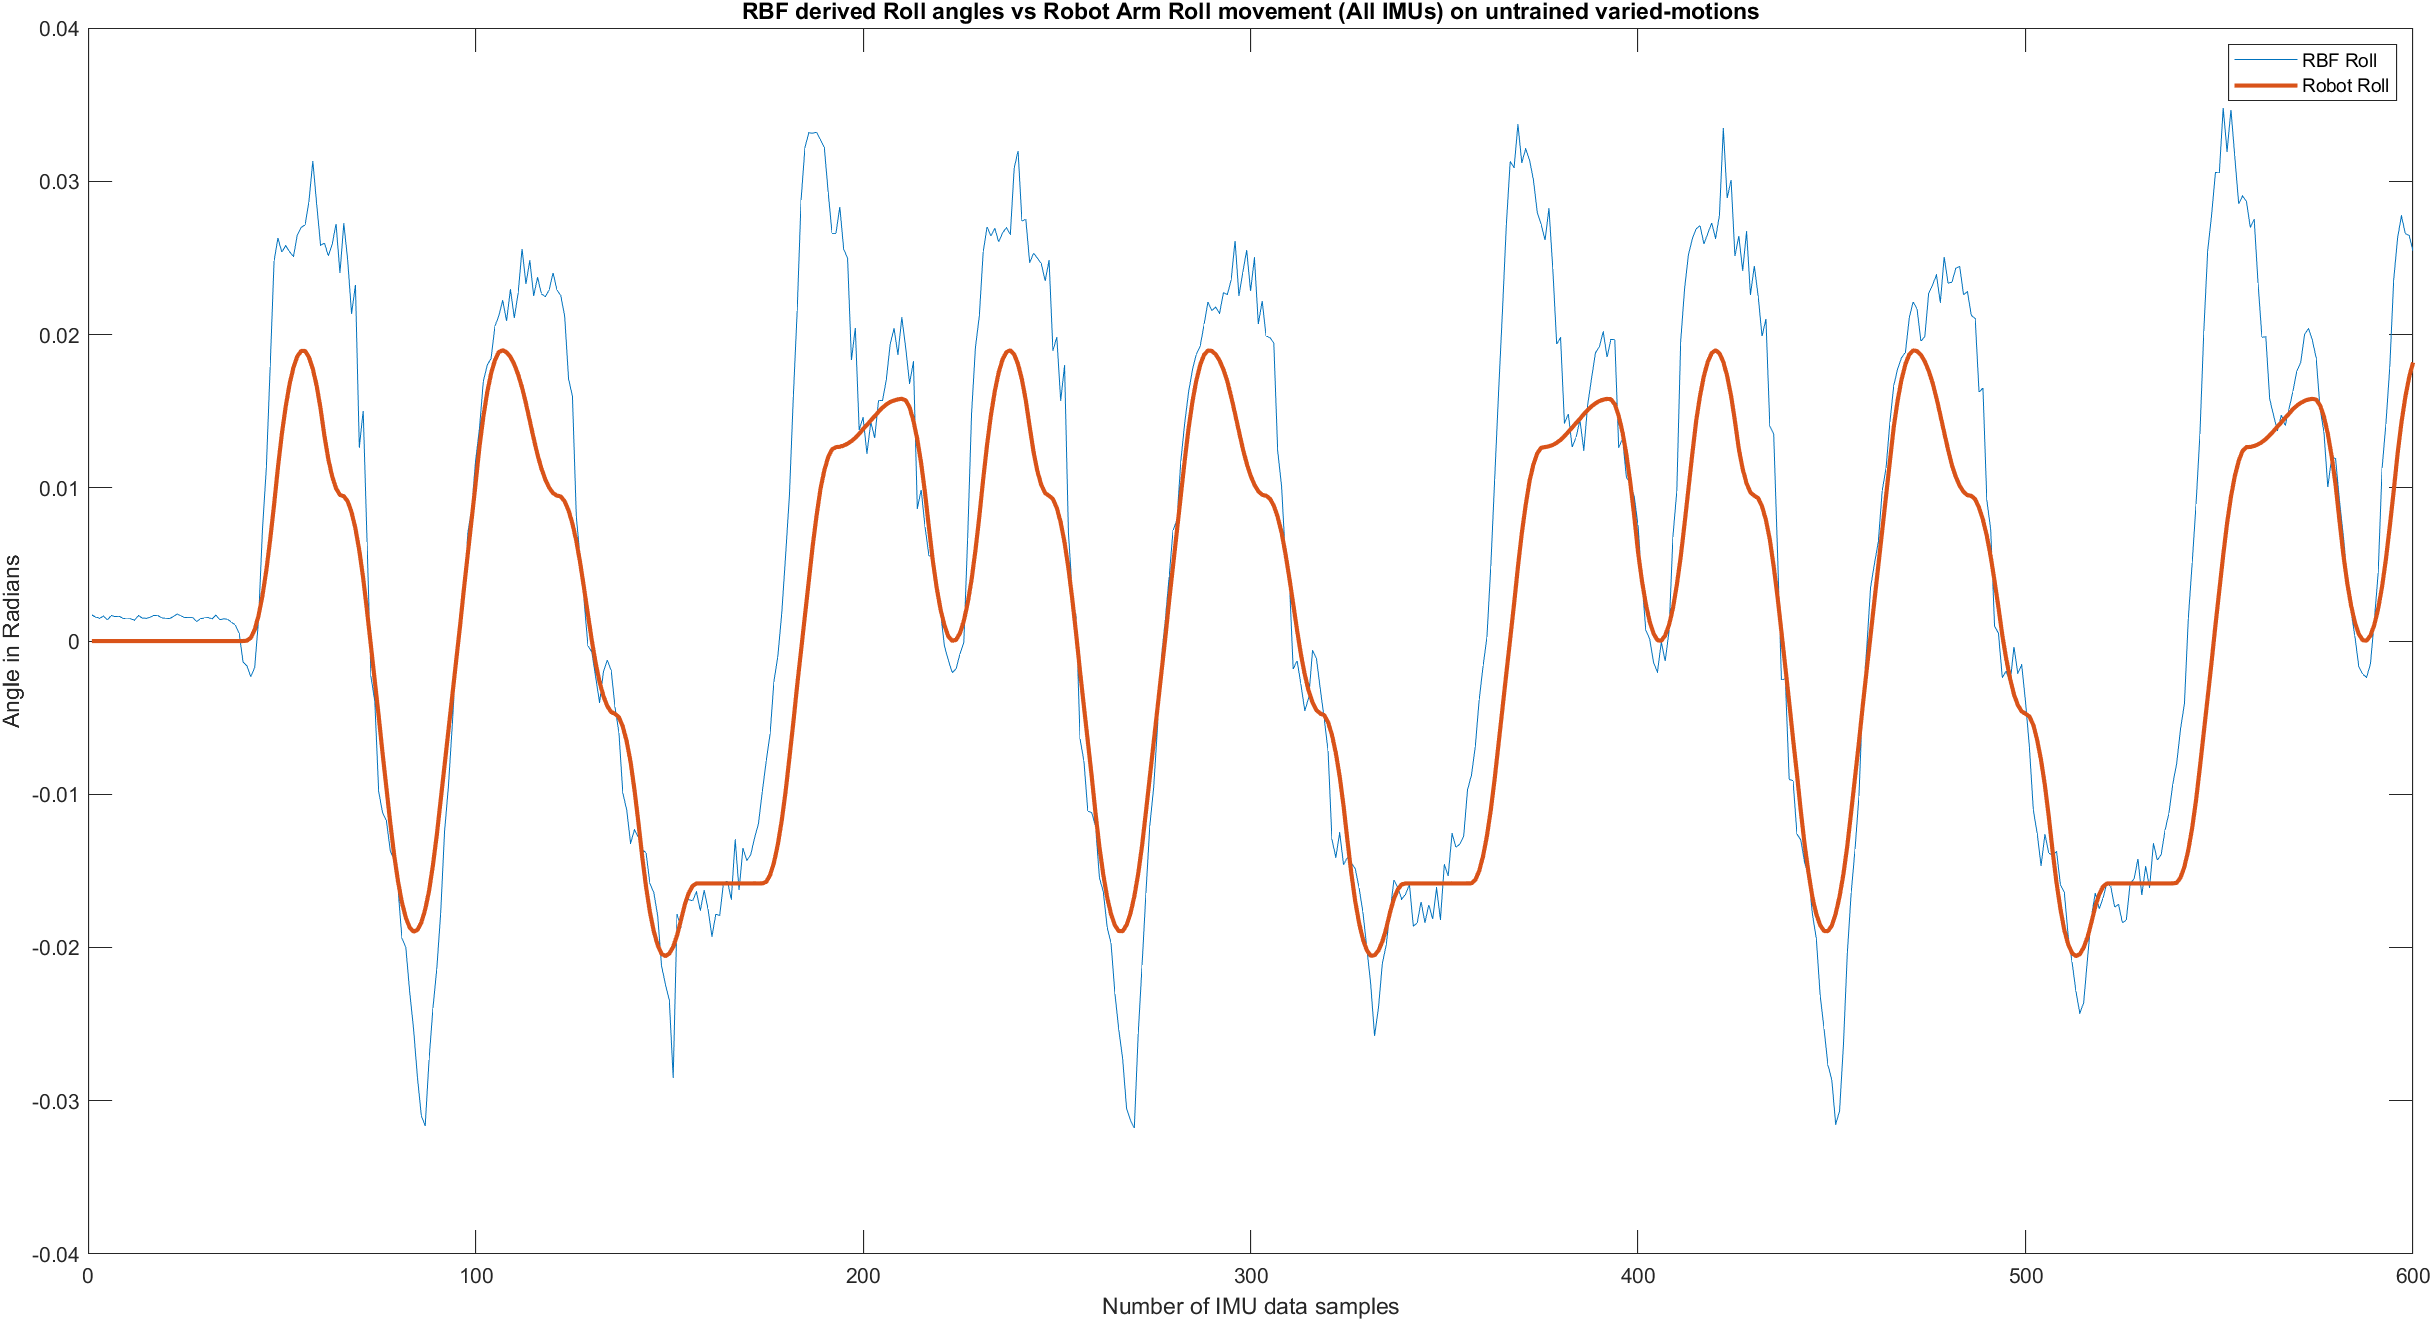 RBF derived Roll angles vs Robot Arm Roll movement (All IMUs) on untrained varied-motions
0.04
0.03
0.02
0.01
0
-0.01
-0.02
-0.03
-0.04
Angle in Radians
RBF Roll
Robot Roll
0 100 200 300 400 500 600
Number of IMU data samples